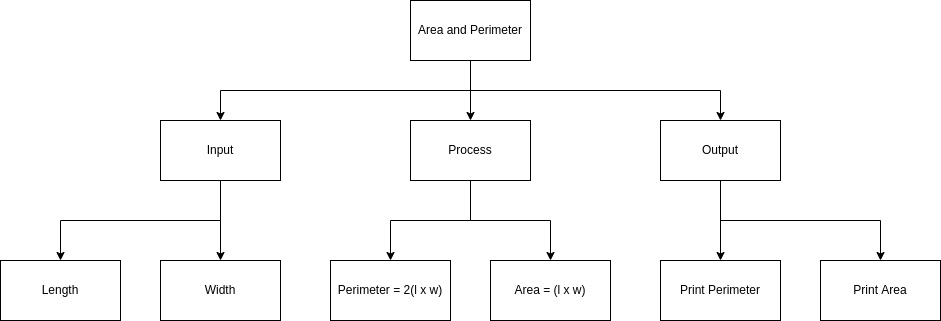 Area and Perimeter
Input
Process
Output
Length
Width
Perimeter = 2(l x w)
Area = (l x w)
Print Perimeter
Print Area